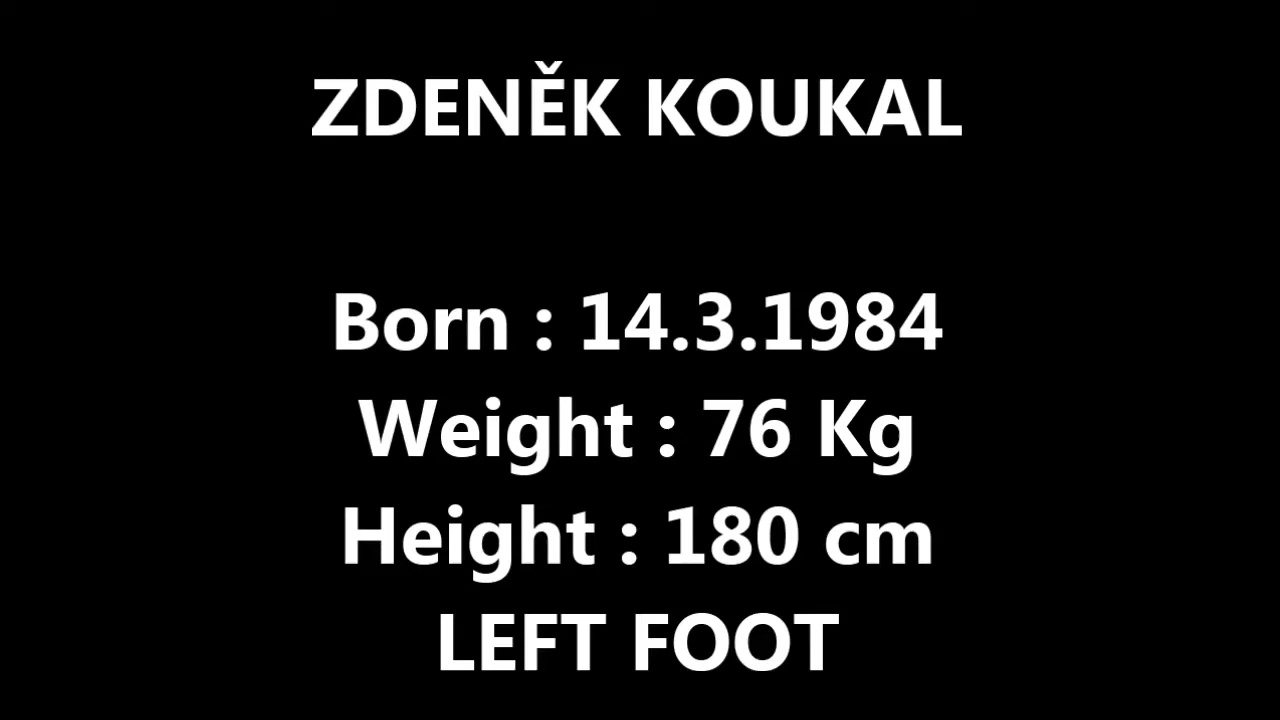 ZDENĚK KOUKAL
Born : 14.3.1984
Weight : 76 Kg
Height : 180 cm
LEFT FOOT